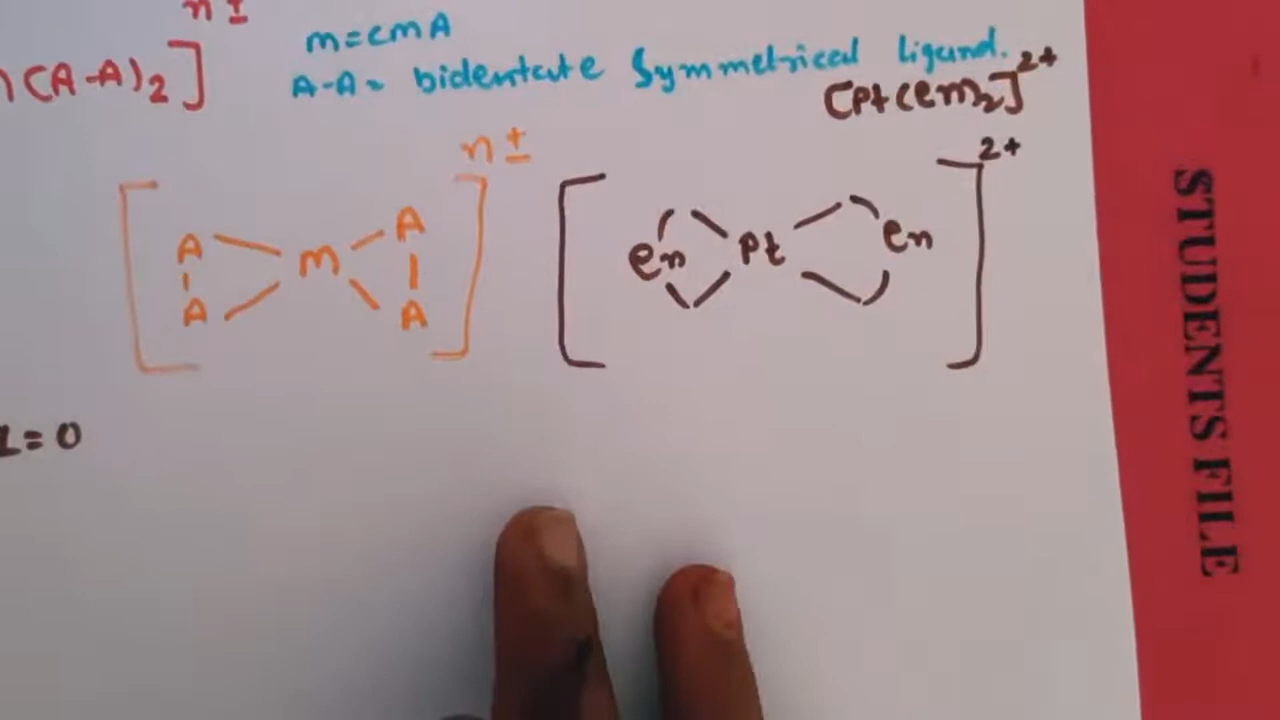 n±
(A-A)2]
m=cmA
A-A= bidentate Symmetrical Ligand.
[Pt(en)2]2+
[A A M A A] n±
[en Pt en] 2+
=0
STUDENTS FILE